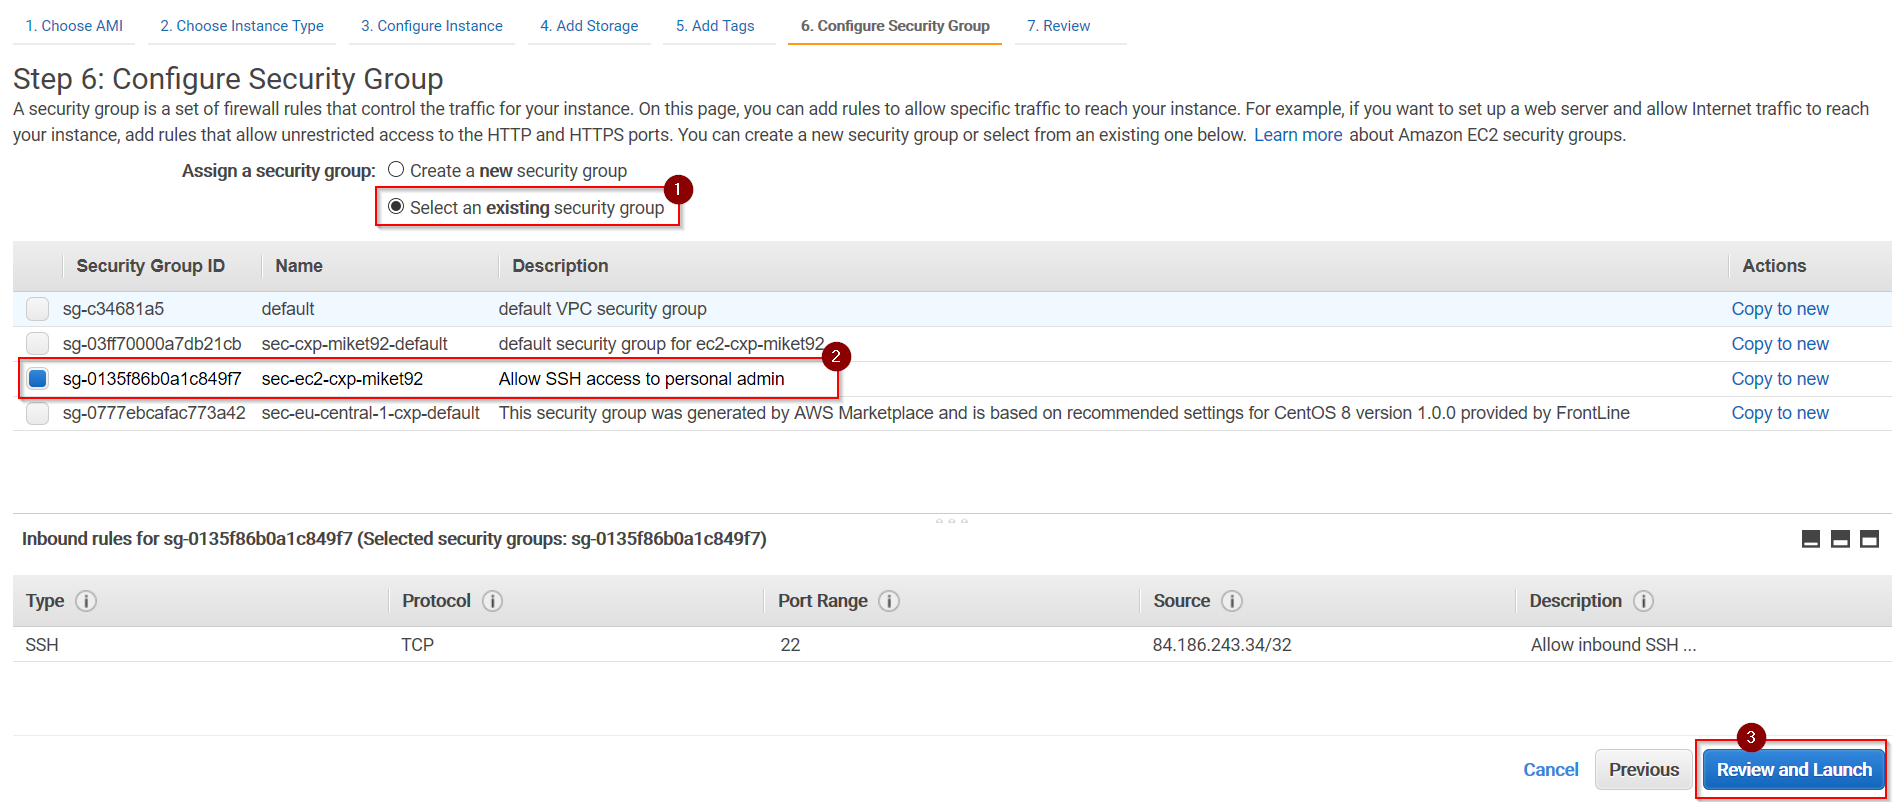 1. Choose AMI 2. Choose Instance Type 3. Configure Instance 4. Add Storage 5. Add Tags 6. Configure Security Group 7. Review
Step 6: Configure Security Group
A security group is a set of firewall rules that control the traffic for your instance. On this page, you can add rules to allow specific traffic to reach your instance. For example, if you want to set up a web server and allow Internet traffic to reach
your instance, add rules that allow unrestricted access to the HTTP and HTTPS ports. You can create a new security group or select from an existing one below. Learn more about Amazon EC2 security groups.
Assign a security group: Create a new security group
1
Select an existing security group
Security Group ID Name Description Actions
sg-c34681a5 default default VPC security group Copy to new
sg-03ff70000a7db21cb sec-cxp-miket92-default default security group for ec2-cxp-miket92 Copy to new
2
sg-0135f86b0a1c849f7 sec-ec2-cxp-miket92 Allow SSH access to personal admin Copy to new
sg-0777ebcafac773a42 sec-eu-central-1-cxp-default This security group was generated by AWS Marketplace and is based on recommended settings for CentOS 8 version 1.0.0 provided by FrontLine Copy to new
Inbound rules for sg-0135f86b0a1c849f7 (Selected security groups: sg-0135f86b0a1c849f7)
Type i Protocol i Port Range i Source i Description i
SSH TCP 22 84.186.243.34/32 Allow inbound SSH ...
3
Cancel Previous Review and Launch